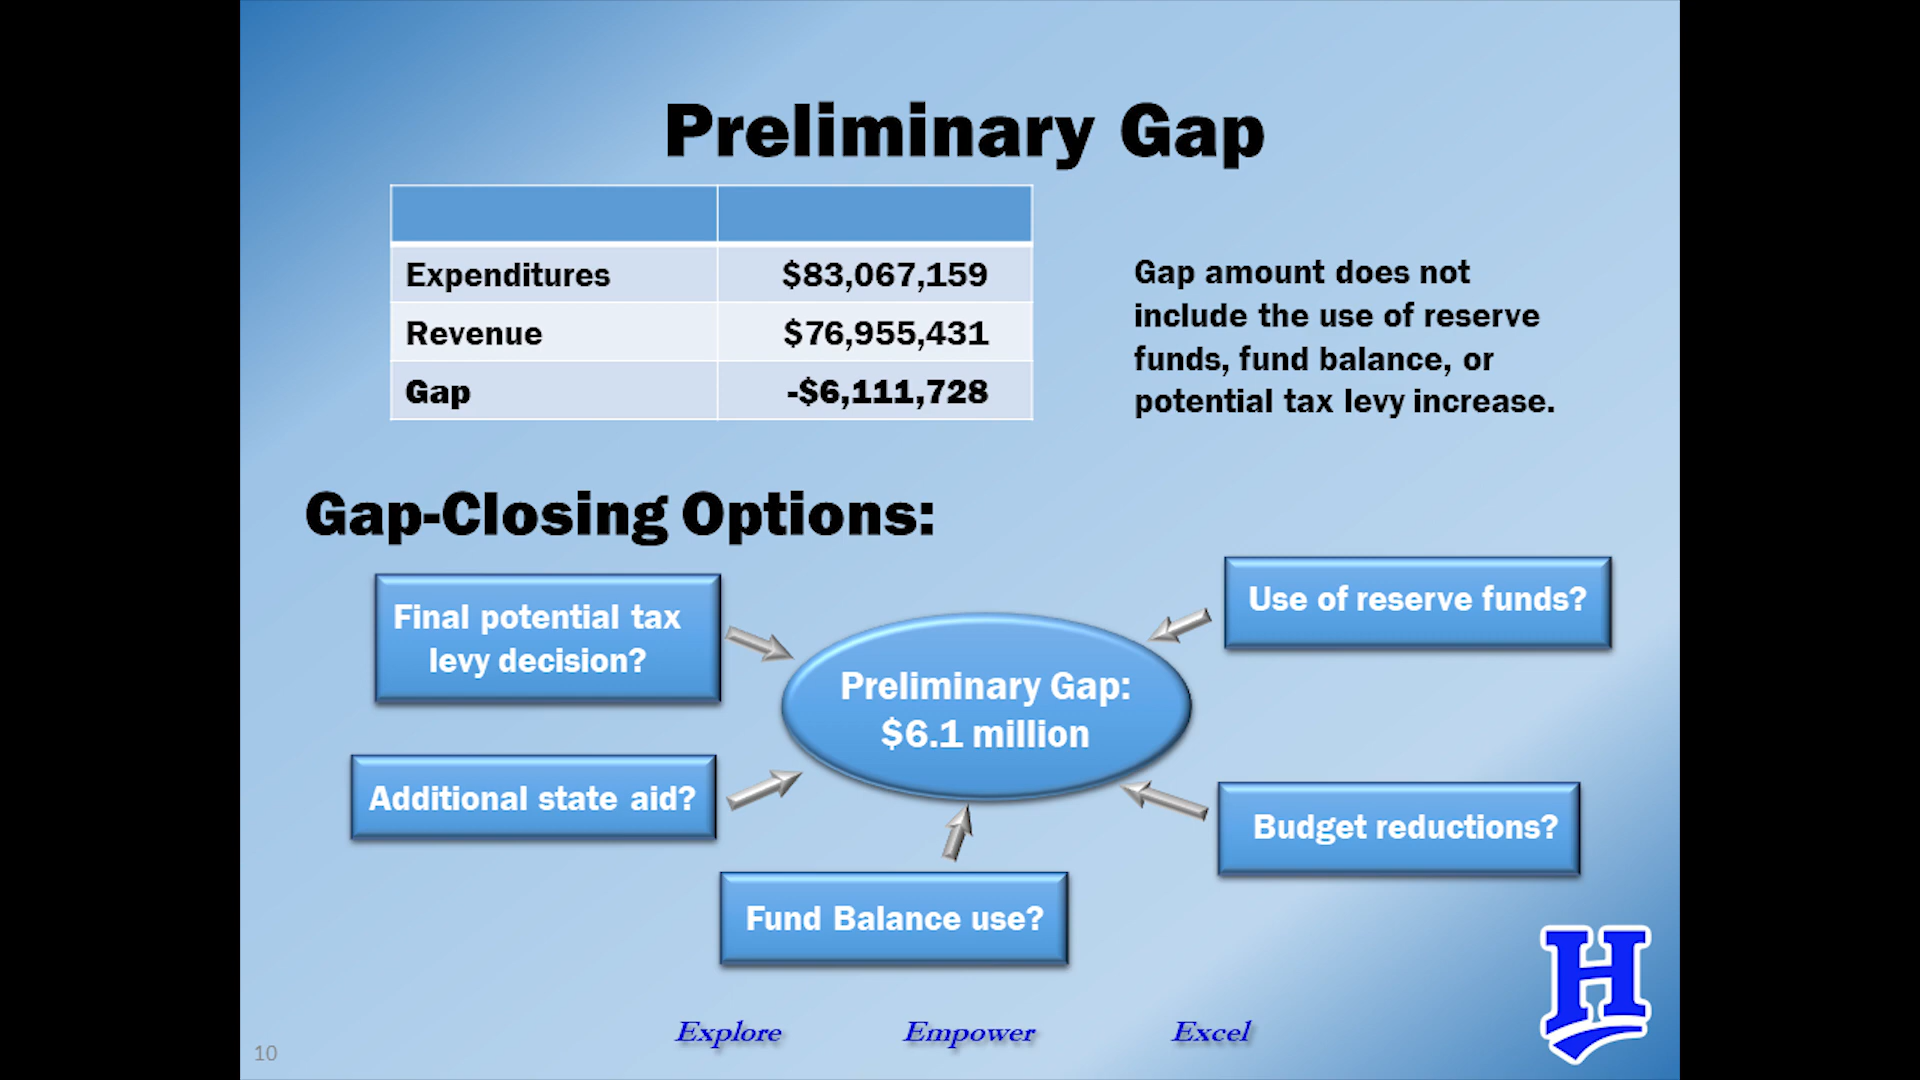 Preliminary Gap
Expenditures $83,067,159
Revenue $76,955,431
Gap -$6,111,728
Gap amount does not
include the use of reserve
funds, fund balance, or
potential tax levy increase.
Gap-Closing Options:
Final potential tax
levy decision?
Use of reserve funds?
Preliminary Gap:
$6.1 million
Additional state aid?
Budget reductions?
Fund Balance use?
H
Explore Empower Excel
10